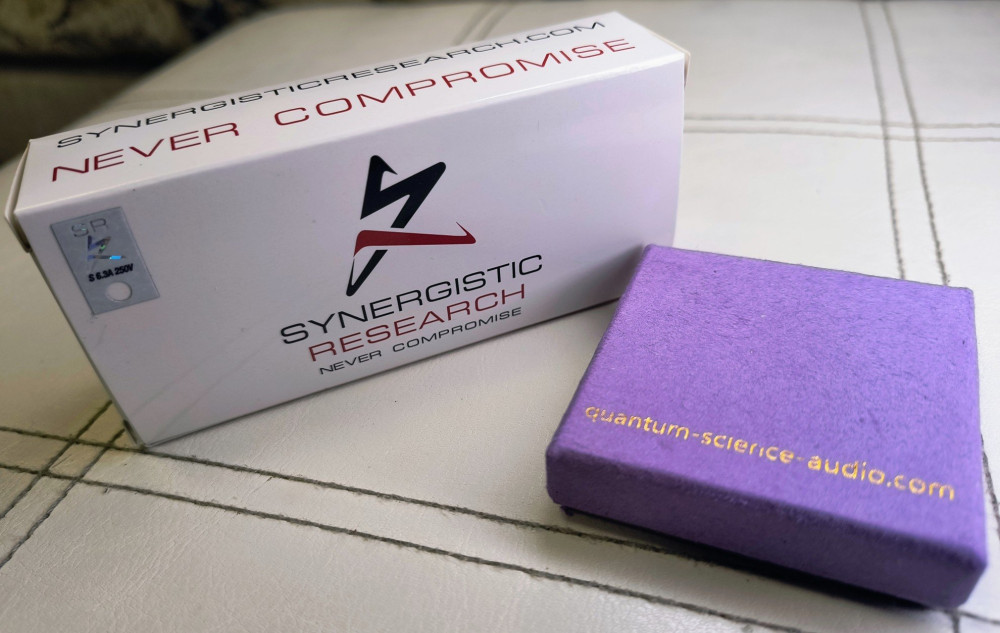 SYNERGISTICRESEARCH.COM
NEVER COMPROMISE
SR
S 6.3A 250V
SYNERGISTIC
RESEARCH
NEVER COMPROMISE
quantum-science-audio.com